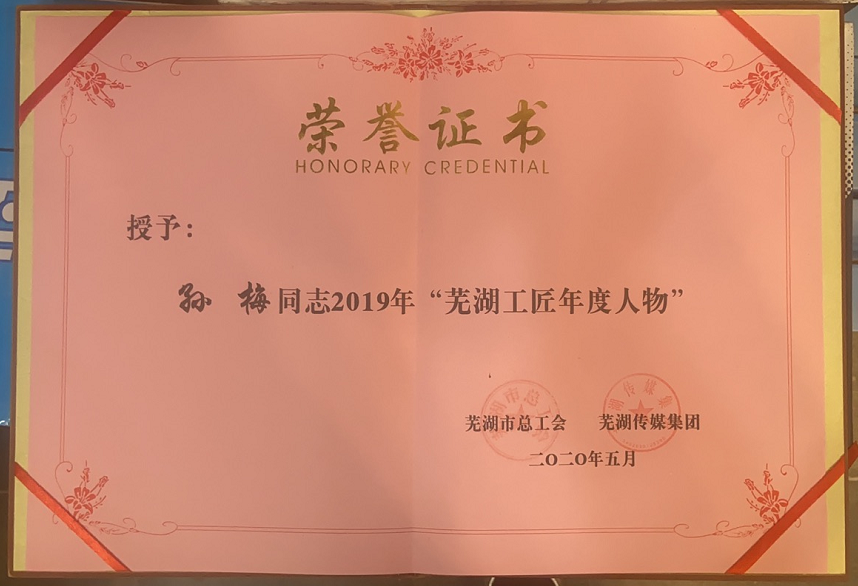 荣誉证书
HONORARY CREDENTIAL
授予：
孙 梅同志2019年“芜湖工匠年度人物”
芜湖市总工会 芜湖传媒集团
二〇二〇年五月